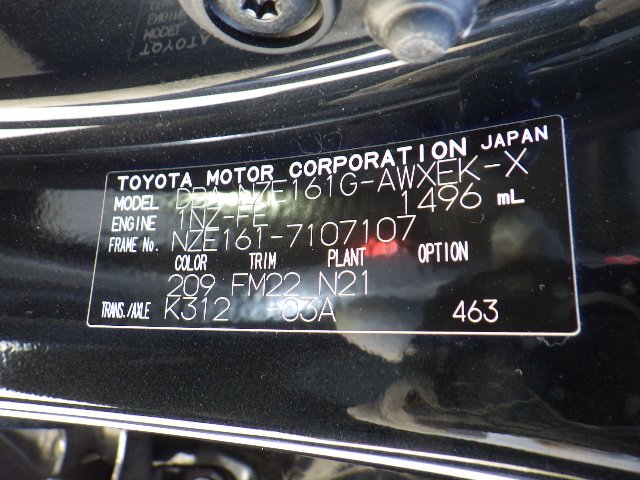 TOYOTA MOTOR CORPORATION JAPAN
MODEL DBA-NZE161G-AWXEK-X
ENGINE 1NZ-FE 1496 mL
FRAME No. NZE161-7107107
COLOR TRIM PLANT OPTION
209 FM22 N21
TRANS./AXLE K312 -03A 463